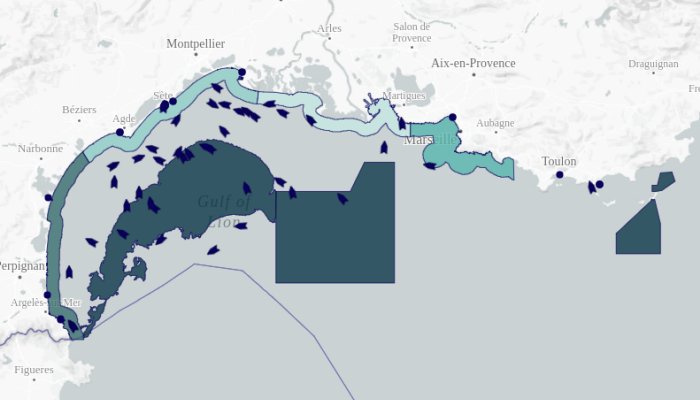 Arles
Salon de
Provence
Montpellier
Aix-en-Provence
Draguignan
Sète
Martigues
Béziers
Agde
Aubagne
Marseille
Narbonne
Toulon
Gulf of
Lion
Perpignan
Argelès-sur-Mer
Figueres